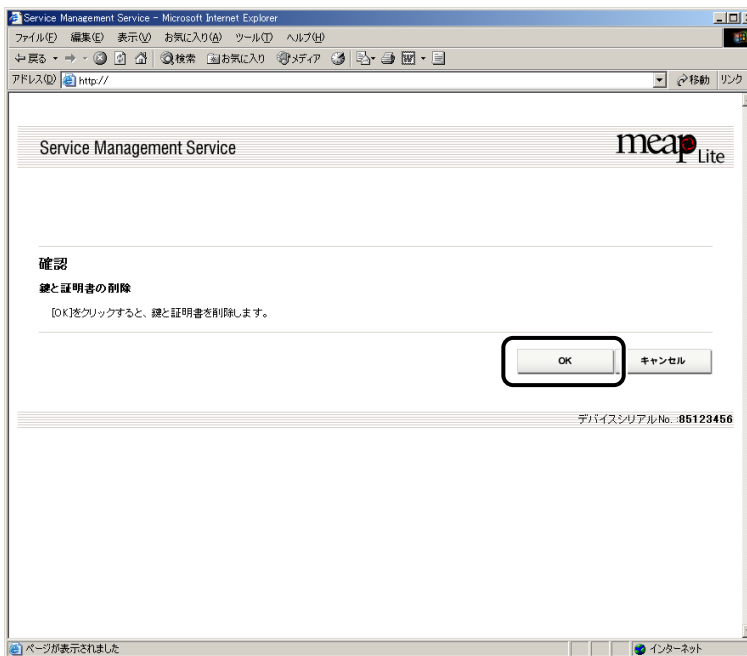 Service Management Service - Microsoft Internet Explorer
ファイル(F) 編集(E) 表示(V) お気に入り(A) ツール(T) ヘルプ(H)
戻る 検索 お気に入り メディア
アドレス(D) http:// 移動 リンク
Service Management Service meap Lite
確認
鍵と証明書の削除
[OK]をクリックすると、鍵と証明書を削除します。
OK キャンセル
デバイスシリアルNo. :85123456
ページが表示されました インターネット